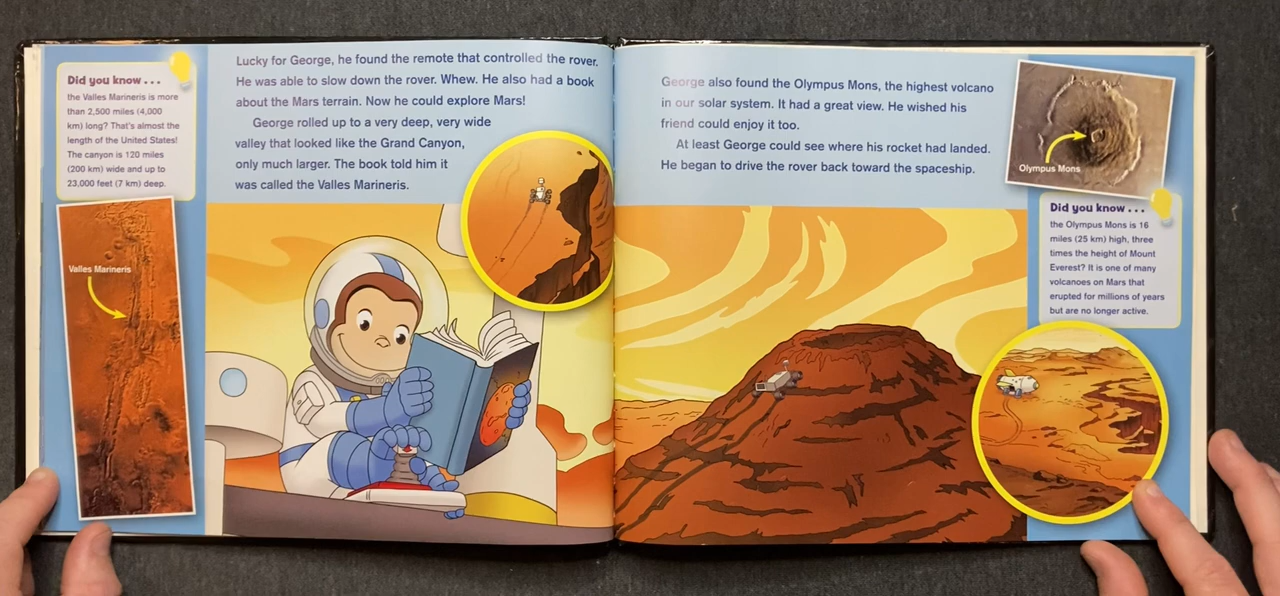 Did you know . . .
the Valles Marineris is more
than 2,500 miles (4,000
km) long? That's almost the
length of the United States!
The canyon is 120 miles
(200 km) wide and up to
23,000 feet (7 km) deep.
Valles Marineris
Lucky for George, he found the remote that controlled the rover.
He was able to slow down the rover. Whew. He also had a book
about the Mars terrain. Now he could explore Mars!
George rolled up to a very deep, very wide
valley that looked like the Grand Canyon,
only much larger. The book told him it
was called the Valles Marineris.
George also found the Olympus Mons, the highest volcano
in our solar system. It had a great view. He wished his
friend could enjoy it too.
At least George could see where his rocket had landed.
He began to drive the rover back toward the spaceship.
Olympus Mons
Did you know . . .
the Olympus Mons is 16
miles (25 km) high, three
times the height of Mount
Everest? It is one of many
volcanoes on Mars that
erupted for millions of years
but are no longer active.